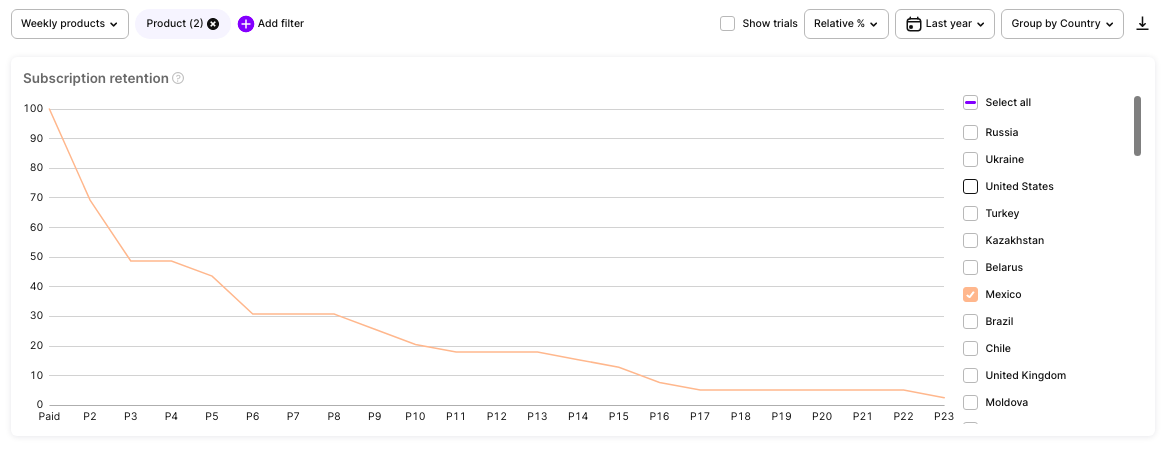 Weekly products Product (2) Add filter Show trials Relative % Last year Group by Country
Subscription retention ?
100
90
80
70
60
50
40
30
20
10
0
Paid P2 P3 P4 P5 P6 P7 P8 P9 P10 P11 P12 P13 P14 P15 P16 P17 P18 P19 P20 P21 P22 P23
Select all
Russia
Ukraine
United States
Turkey
Kazakhstan
Belarus
Mexico
Brazil
Chile
United Kingdom
Moldova